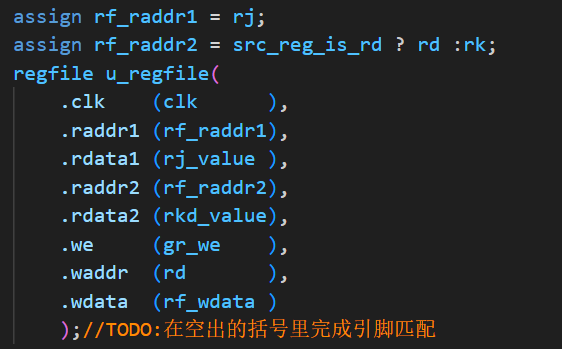 assign rf_raddr1 = rj;
assign rf_raddr2 = src_reg_is_rd ? rd :rk;
regfile u_regfile(
    .clk    (clk      ),
    .raddr1 (rf_raddr1),
    .rdata1 (rj_value ),
    .raddr2 (rf_raddr2),
    .rdata2 (rkd_value),
    .we     (gr_we    ),
    .waddr  (rd       ),
    .wdata  (rf_wdata )
    );//TODO:在空出的括号里完成引脚匹配